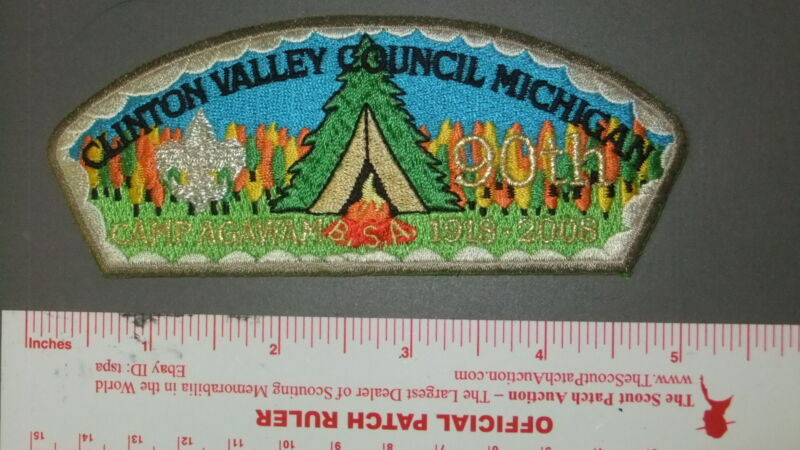 CLINTON VALLEY COUNCIL MICHIGAN
90th
CAMP AGAWAM B.S.A. 1918 - 2008
Inches 1 2 3 4 5
Ebay ID: tspa
www.TheScoutPatchAuction.com
The Scout Patch Auction – The Largest Dealer of Scouting Memorabilia in the World
OFFICIAL PATCH RULER
15 14 13 12 11 10 9 8 7 6 5